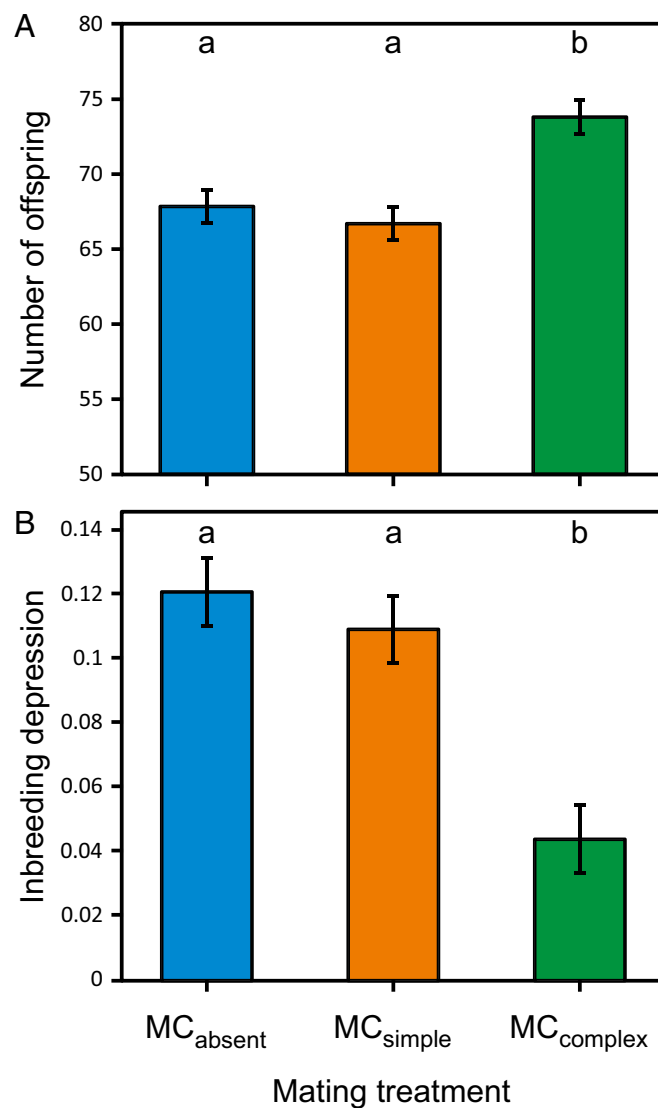 A
80
a a b
75
70
65
60
55
50
Number of offspring
B
0.14
a a b
0.12
0.1
0.08
0.06
0.04
0.02
0
Inbreeding depression
MCabsent MCsimple MCcomplex
Mating treatment